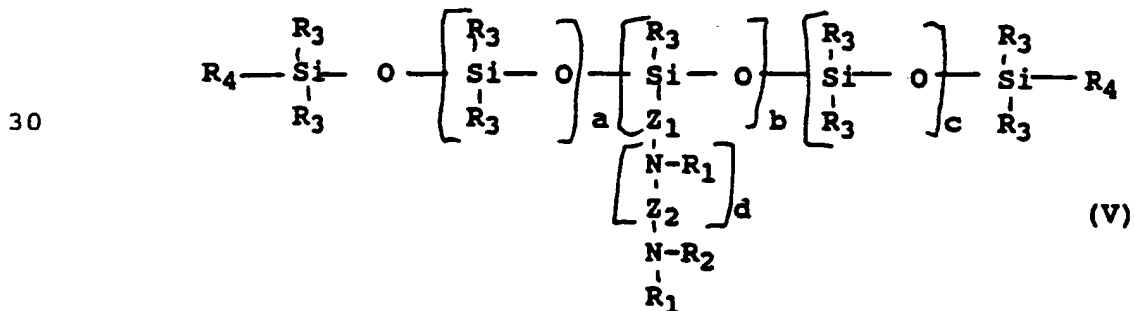 R3 R3 R3 R3 R3
R4—Si—O—[Si—O]a[Si—O]b[Si—O]c—Si—R4
30 R3 R3 Z1 R3 R3
[N-R1
Z2]d
(V)
N-R2
R1